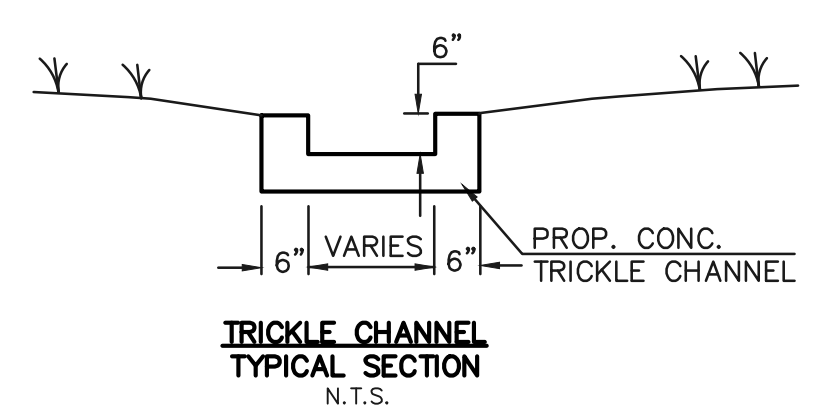 6”
6” VARIES 6”
PROP. CONC.
TRICKLE CHANNEL
TRICKLE CHANNEL
TYPICAL SECTION
N.T.S.